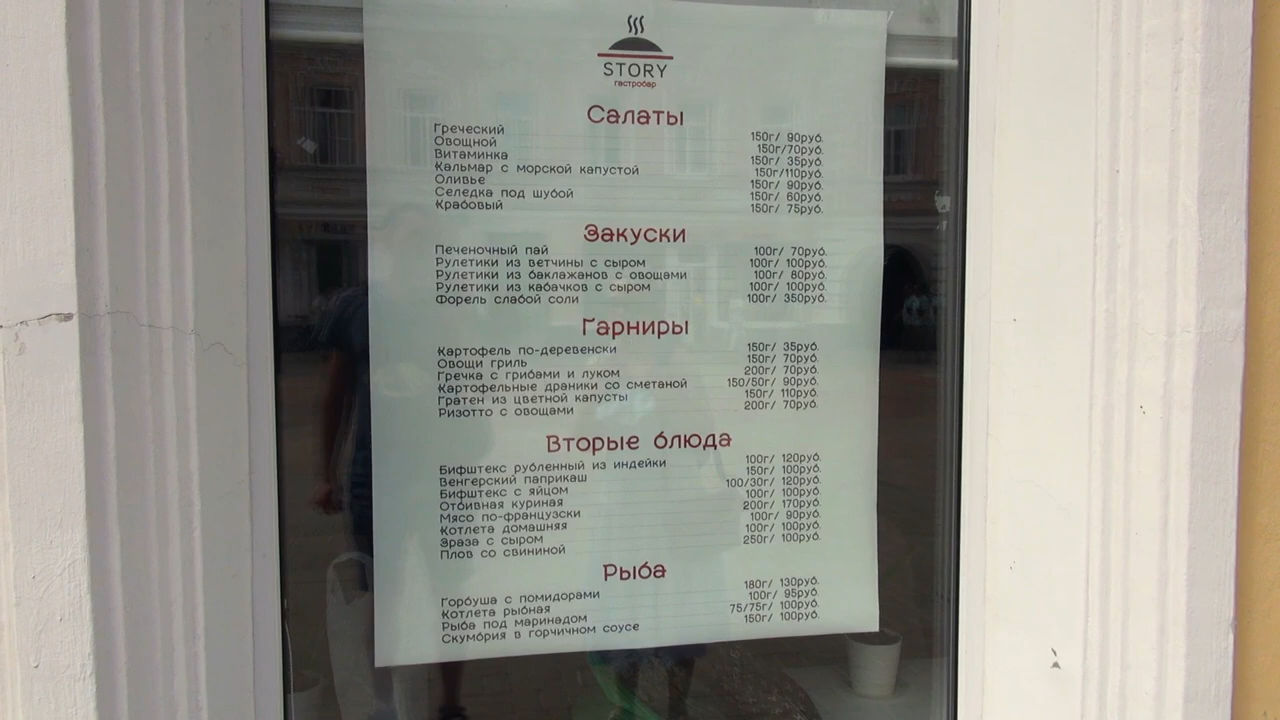 STORY
гастробар
Салаты
Греческий 150г/ 90руб.
Овощной 150г/70руб.
Витаминка 150г/ 35руб.
Кальмар с морской капустой 150г/110руб.
Оливье 150г/ 90руб.
Селедка под шубой 150г/ 60руб.
Крабовый 150г/ 75руб.
Закуски
Печеночный пай 100г/ 70руб.
Рулетики из ветчины с сыром 100г/ 100руб.
Рулетики из баклажанов с овощами 100г/ 80руб.
Рулетики из кабачков с сыром 100г/ 100руб.
Форель слабой соли 100г/ 350руб.
Гарниры
Картофель по-деревенски 150г/ 35руб.
Овощи гриль 150г/ 70руб.
Гречка с грибами и луком 200г/ 70руб.
Картофельные драники со сметаной 150/50г/ 90руб.
Гратен из цветной капусты 150г/ 110руб.
Ризотто с овощами 200г/ 70руб.
Вторые блюда
Бифштекс рубленный из индейки 100г/ 120руб.
Венгерский паприкаш 150г/ 100руб.
Бифштекс с яйцом 100/30г/ 120руб.
Отбивная куриная 100г/ 100руб.
Мясо по-французски 200г/ 170руб.
Котлета домашняя 100г/ 90руб.
Зраза с сыром 100г/ 100руб.
Плов со свининой 250г/ 100руб.
Рыба
Горбуша с помидорами 180г/ 130руб.
Котлета рыбная 100г/ 95руб.
Рыба под маринадом 75/75г/ 100руб.
Скумбрия в горчичном соусе 150г/ 100руб.